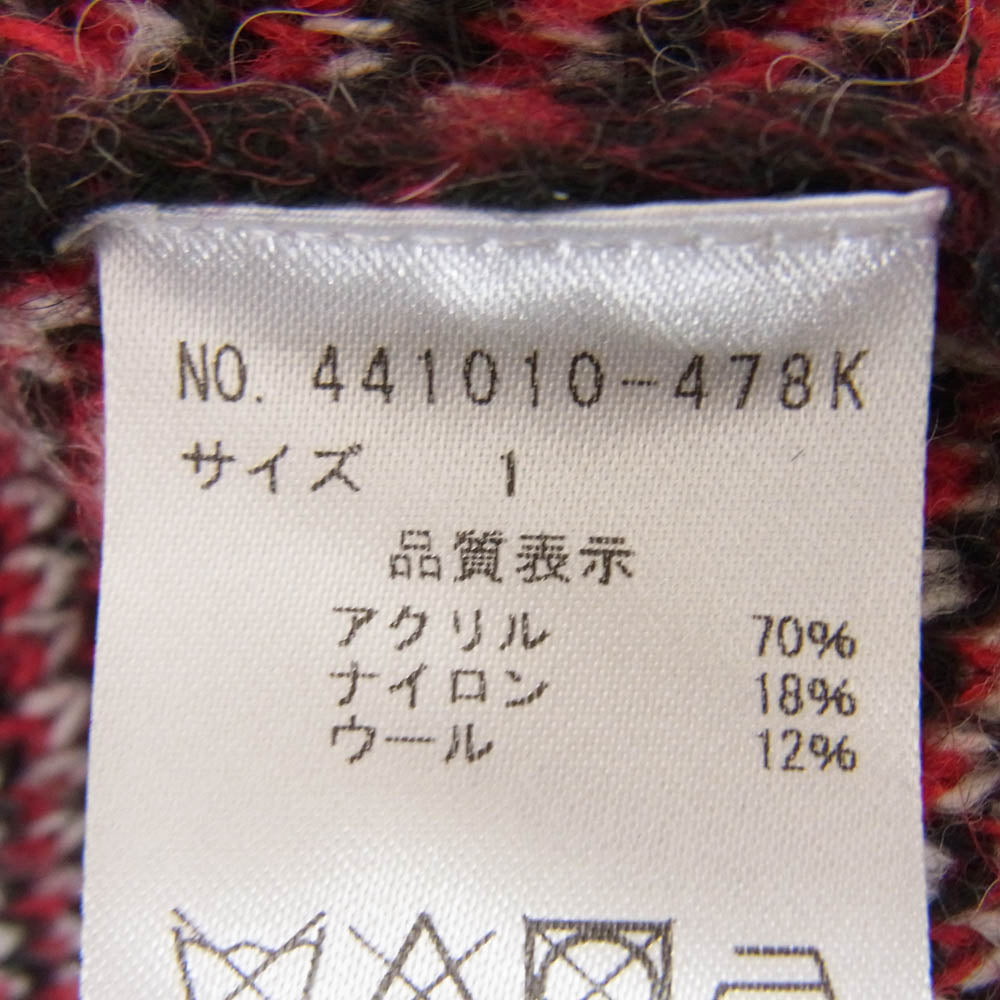 NO. 441010-478K
サイズ 1
品質表示
アクリル 70%
ナイロン 18%
ウール 12%